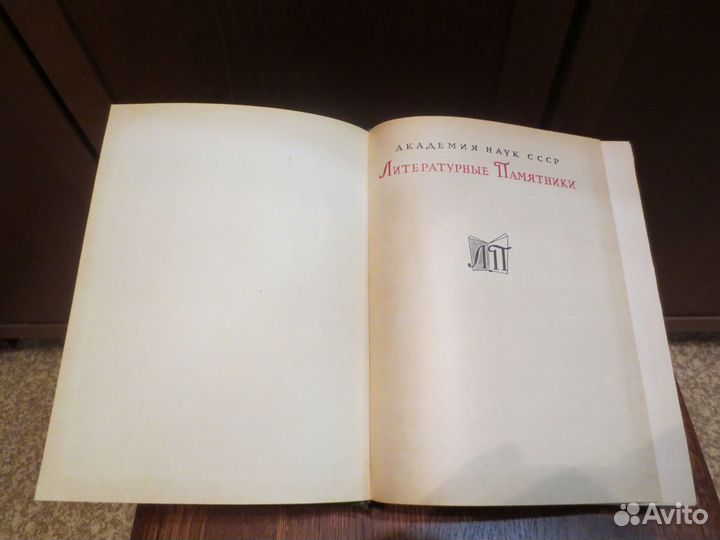 АКАДЕМИЯ НАУК СССР
Литературные Памятники
ЛП
Avito